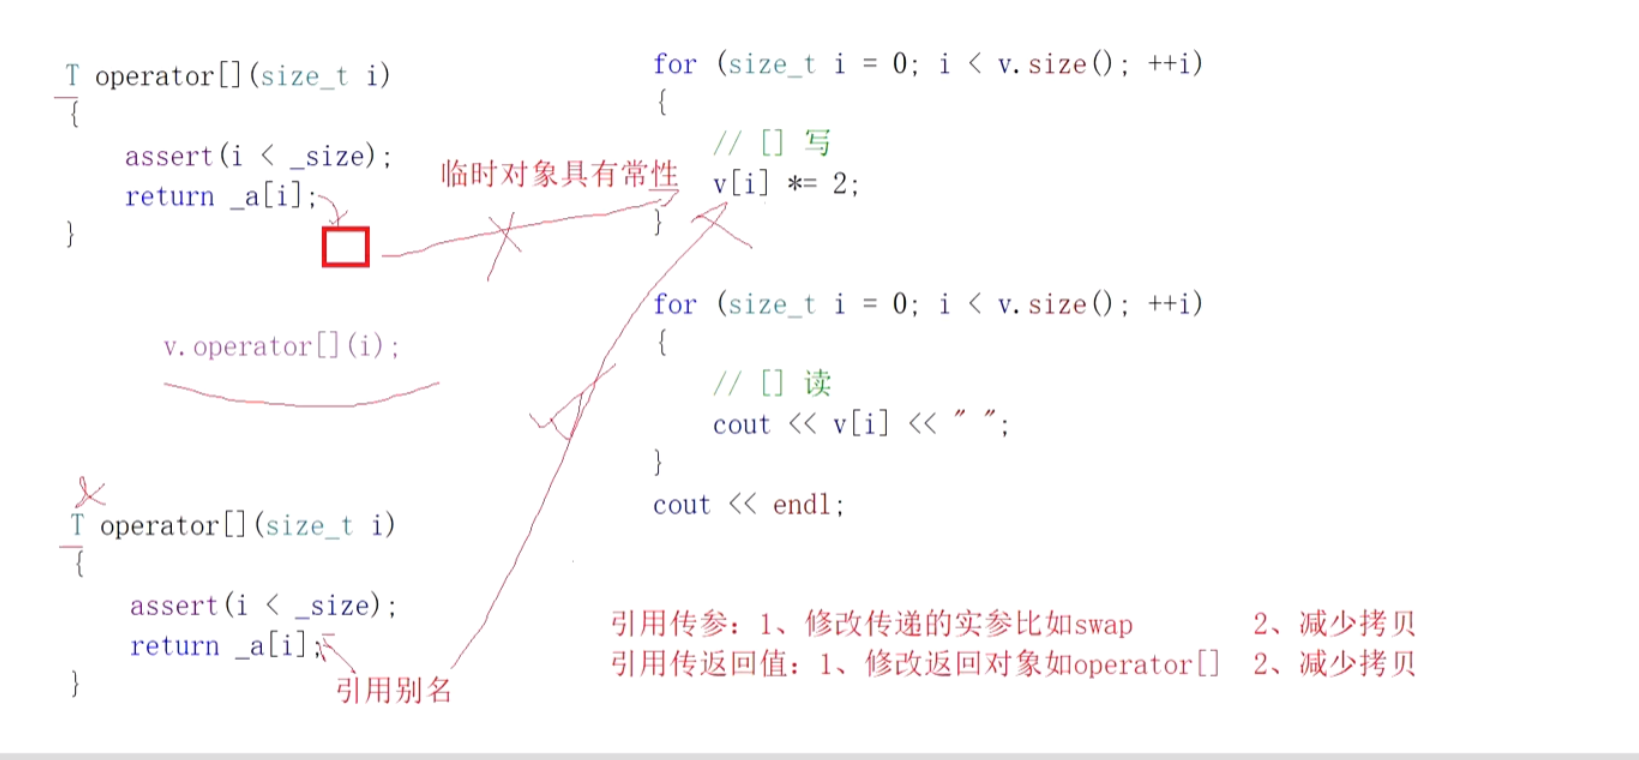 T operator[](size_t i)
{
assert(i < _size);
return _a[i];
}
临时对象具有常性
v.operator[](i);
T operator[](size_t i)
{
assert(i < _size);
return _a[i];
}
引用别名
for (size_t i = 0; i < v.size(); ++i)
{
// [] 写
v[i] *= 2;
}
for (size_t i = 0; i < v.size(); ++i)
{
// [] 读
cout << v[i] << " ";
}
cout << endl;
引用传参：1、修改传递的实参比如swap 2、减少拷贝
引用传返回值：1、修改返回对象如operator[] 2、减少拷贝